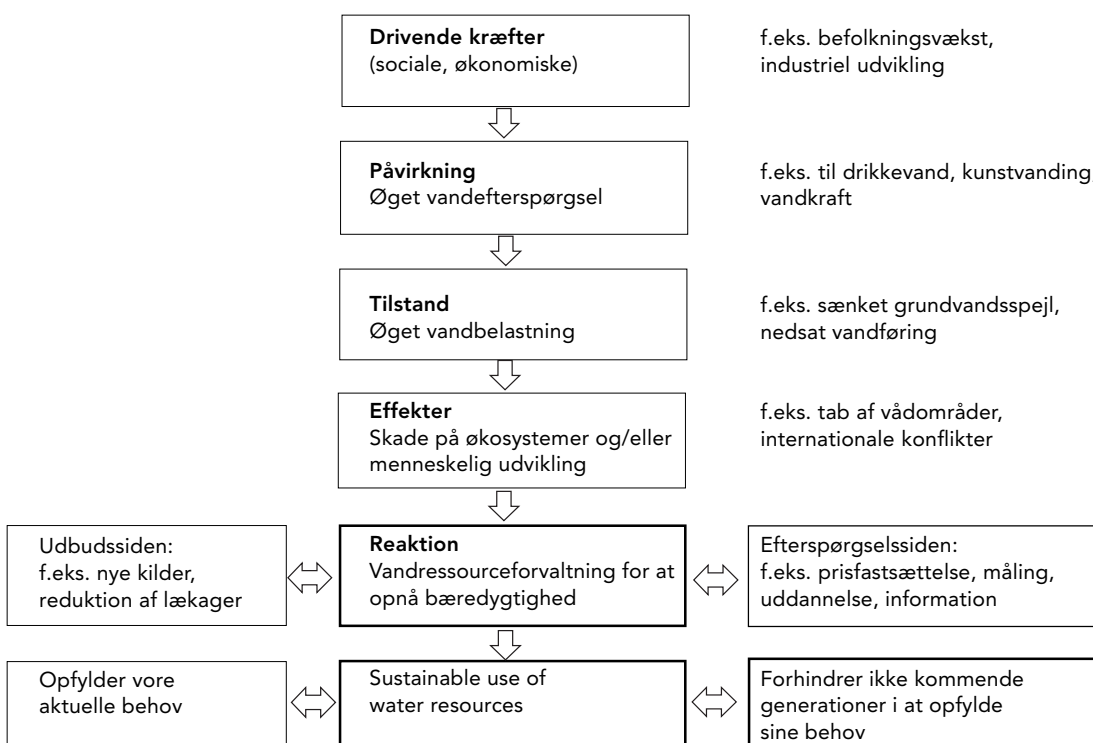 Drivende kræfter
(sociale, økonomiske)
f.eks. befolkningsvækst,
industriel udvikling
Påvirkning
Øget vandefterspørgsel
f.eks. til drikkevand, kunstvanding,
vandkraft
Tilstand
Øget vandbelastning
f.eks. sænket grundvandsspejl,
nedsat vandføring
Effekter
Skade på økosystemer og/eller
menneskelig udvikling
f.eks. tab af vådområder,
internationale konflikter
Udbudssiden:
f.eks. nye kilder,
reduktion af lækager
Reaktion
Vandressourceforvaltning for at
opnå bæredygtighed
Efterspørgselssiden:
f.eks. prisfastsættelse, måling,
uddannelse, information
Opfylder vore
aktuelle behov
Sustainable use of
water resources
Forhindrer ikke kommende
generationer i at opfylde
sine behov